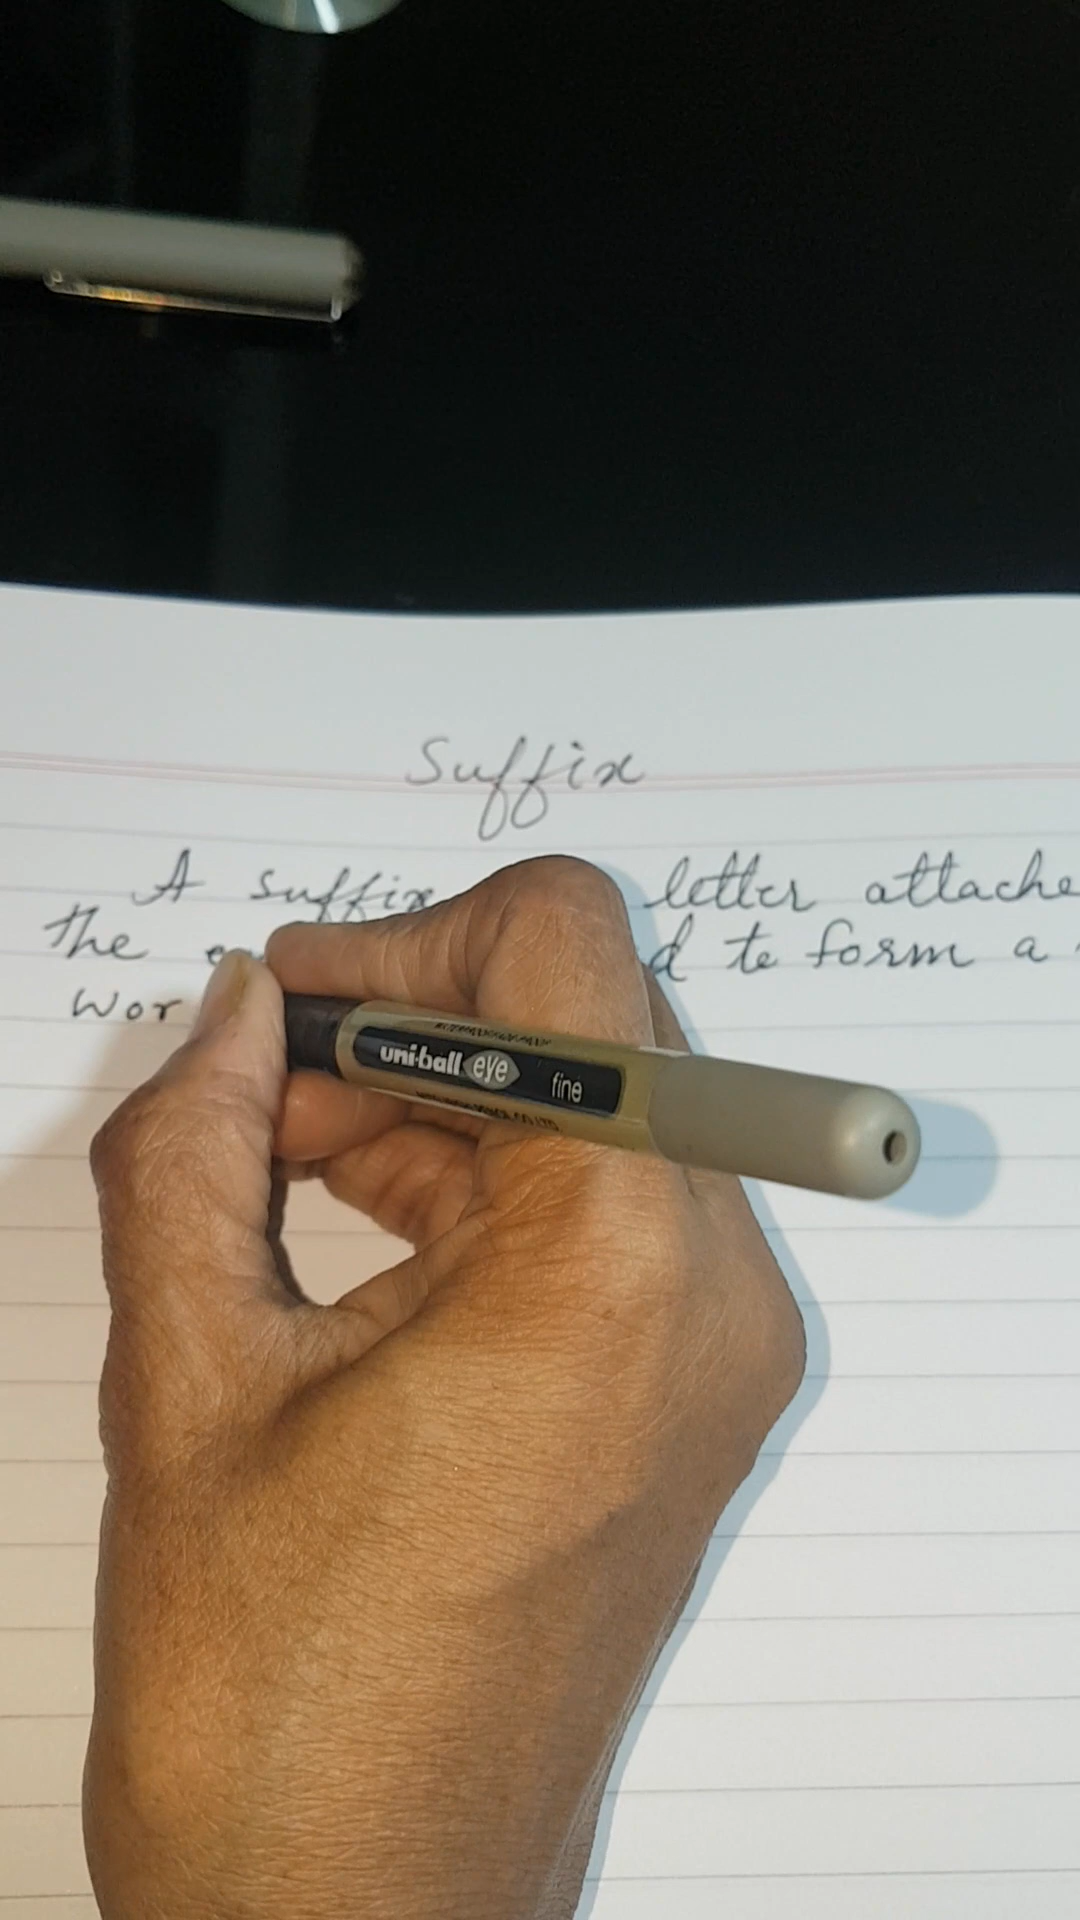 Suffix
A suffix letter attache
the d to form a
wor
uni-ball eye fine